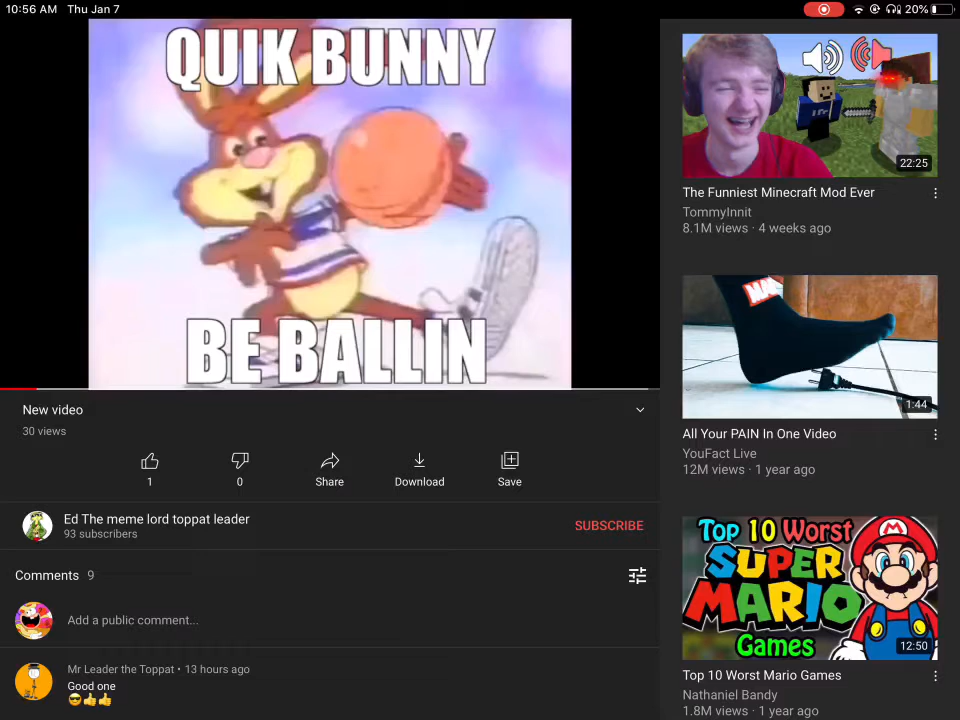 10:56 AM Thu Jan 7
20%
QUIK BUNNY
BE BALLIN
New video
30 views
1
0
Share
Download
Save
Ed The meme lord toppat leader
93 subscribers
SUBSCRIBE
Comments 9
Add a public comment...
Mr Leader the Toppat • 13 hours ago
Good one
😎👍👍
22:25
The Funniest Minecraft Mod Ever
TommyInnit
8.1M views · 4 weeks ago
1:44
All Your PAIN In One Video
YouFact Live
12M views · 1 year ago
Top 10 Worst
SUPER
MARIO
Games
12:50
Top 10 Worst Mario Games
Nathaniel Bandy
1.8M views · 1 year ago